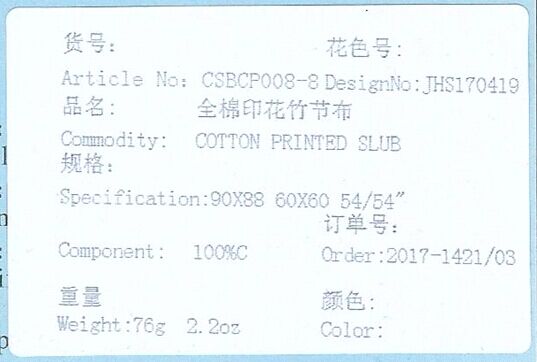 货号: 花色号:
Article No: CSBCP008-8 DesignNo:JHS170419
品名: 全棉印花竹节布
Commodity: COTTON PRINTED SLUB
规格:
Specification:90X88 60X60 54/54"
订单号:
Component: 100%C Order:2017-1421/03
重量 颜色:
Weight:76g 2.2oz Color: